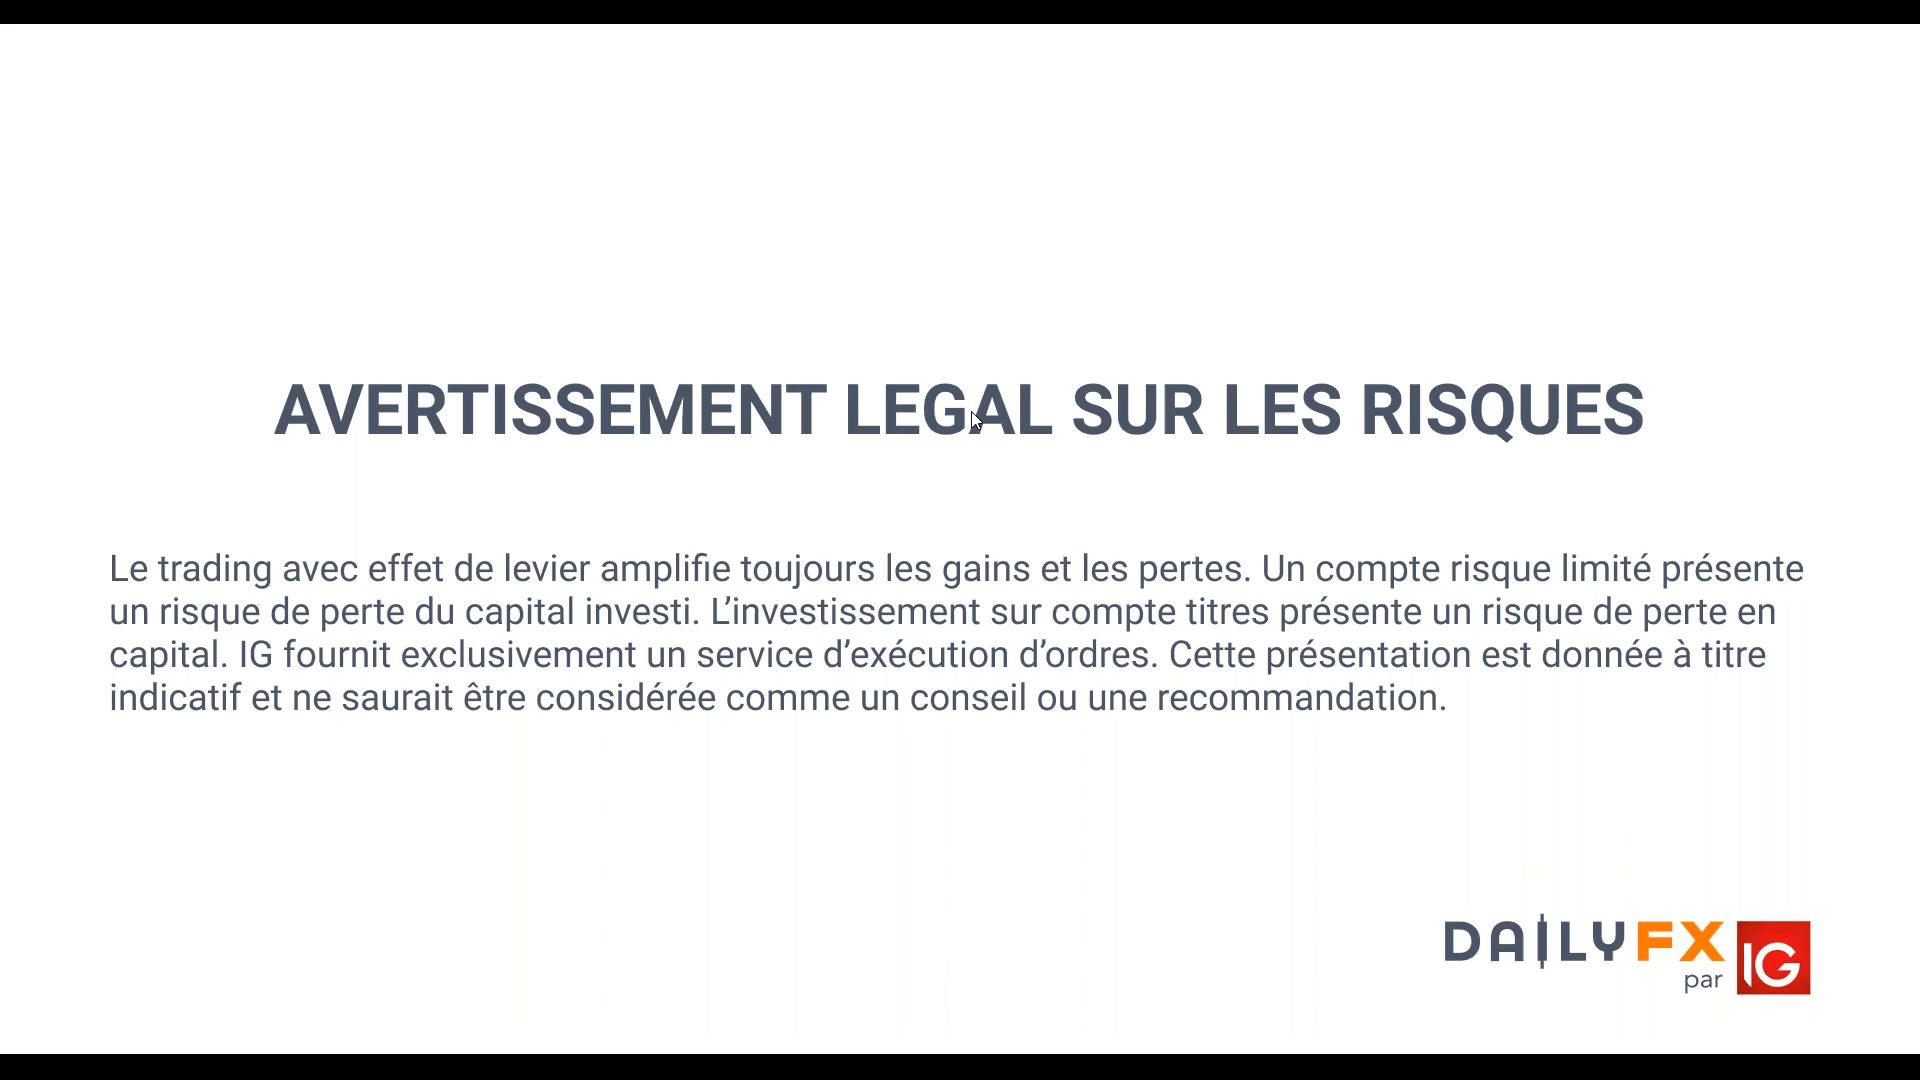 AVERTISSEMENT LEGAL SUR LES RISQUES
Le trading avec effet de levier amplifie toujours les gains et les pertes. Un compte risque limité présente
un risque de perte du capital investi. L’investissement sur compte titres présente un risque de perte en
capital. IG fournit exclusivement un service d’exécution d’ordres. Cette présentation est donnée à titre
indicatif et ne saurait être considérée comme un conseil ou une recommandation.
DAILYFX
par IG